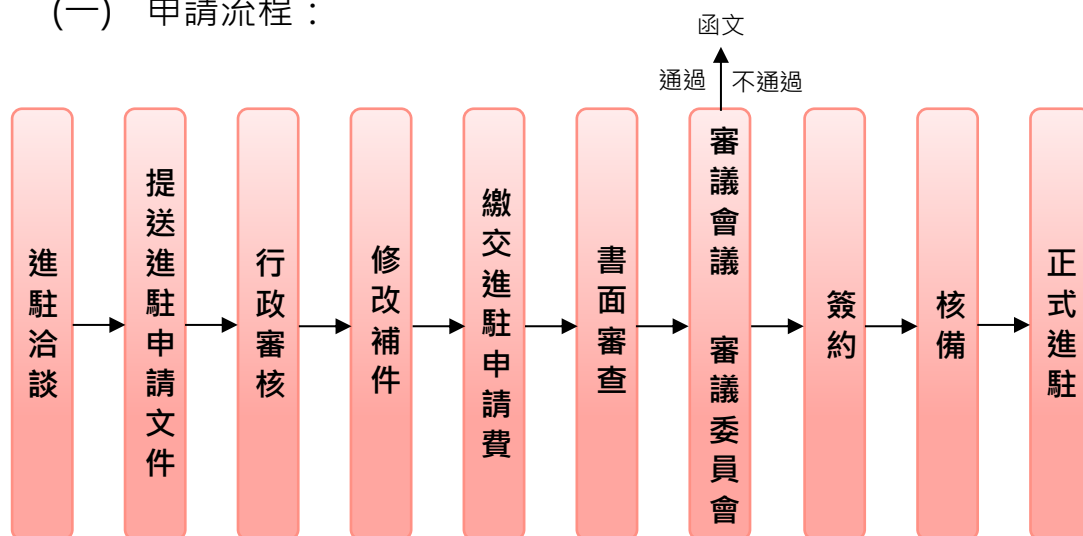 (一) 申請流程：
函文
通過 不通過
進駐洽談
提送進駐申請文件
行政審核
修改補件
繳交進駐申請費
書面審查
審議會議 審議委員會
簽約
核備
正式進駐